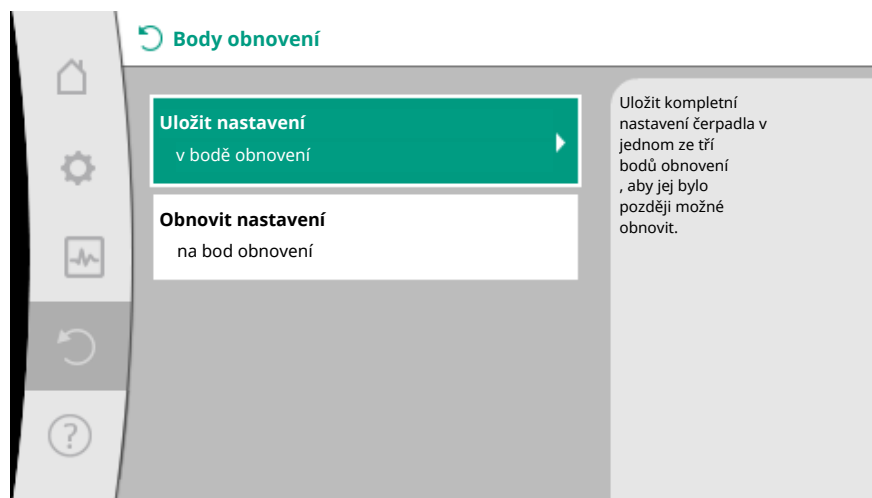 Body obnovení
Uložit nastavení
v bodě obnovení
Obnovit nastavení
na bod obnovení
Uložit kompletní
nastavení čerpadla v
jednom ze tří
bodů obnovení
, aby jej bylo
později možné
obnovit.
?